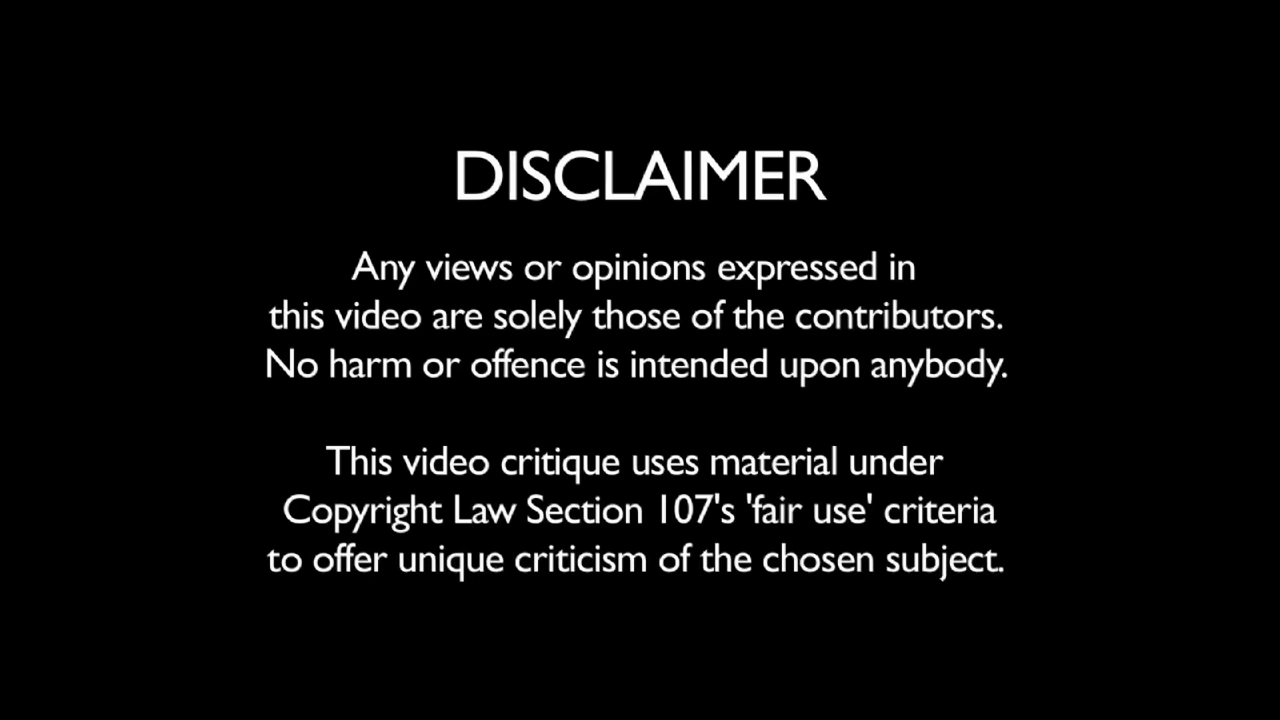 DISCLAIMER
Any views or opinions expressed in
this video are solely those of the contributors.
No harm or offence is intended upon anybody.
This video critique uses material under
Copyright Law Section 107's 'fair use' criteria
to offer unique criticism of the chosen subject.